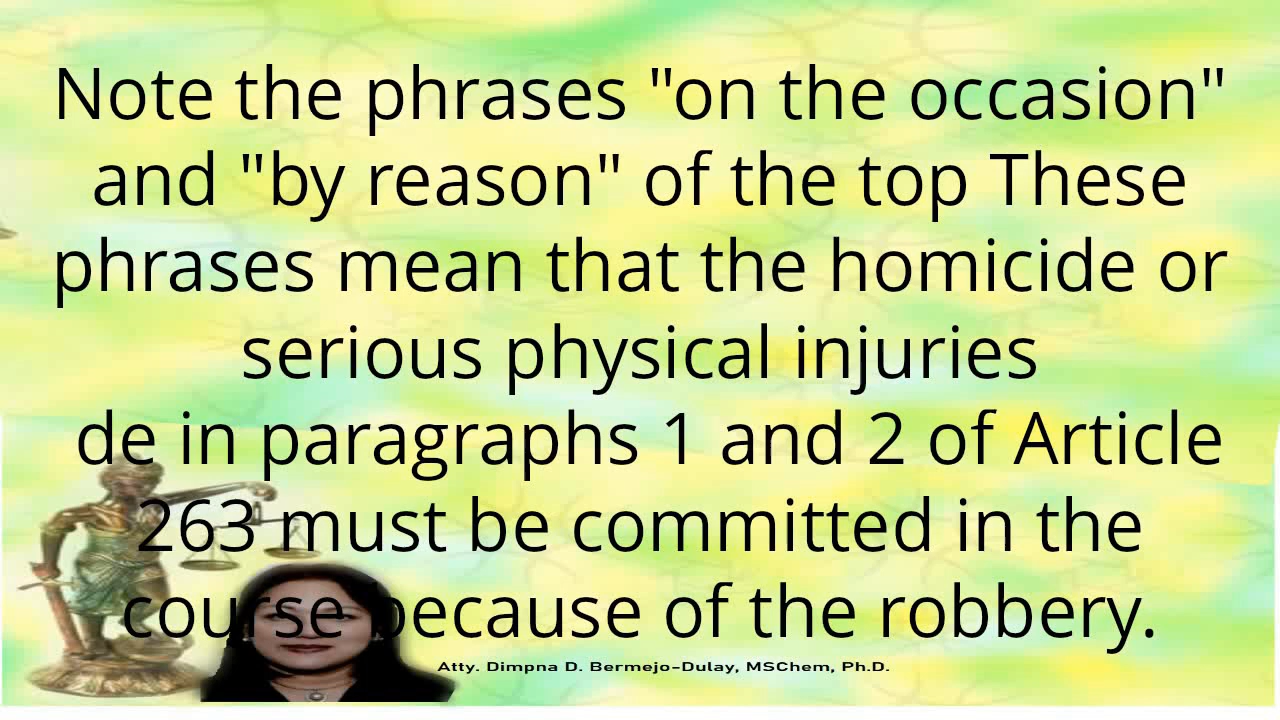 Note the phrases "on the occasion"
and "by reason" of the top These
phrases mean that the homicide or
serious physical injuries
de in paragraphs 1 and 2 of Article
263 must be committed in the
course because of the robbery.
Atty. Dimpna D. Bermejo-Dulay, MSChem, Ph.D.